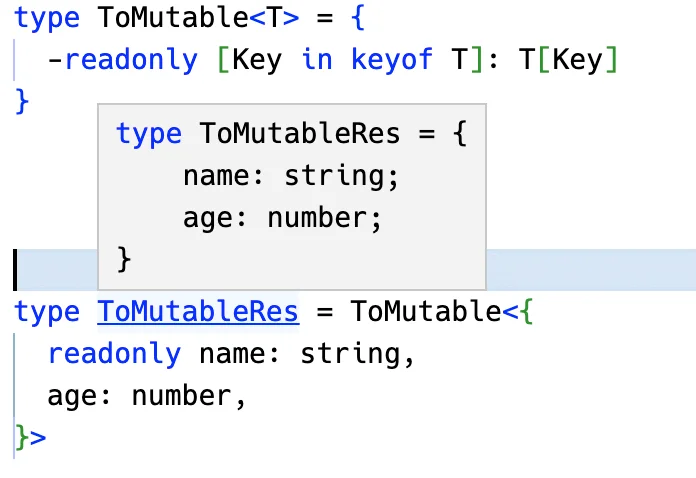 type ToMutable<T> = {
  -readonly [Key in keyof T]: T[Key]
}
type ToMutableRes = {
    name: string;
    age: number;
}
type ToMutableRes = ToMutable<{
  readonly name: string,
  age: number,
}>